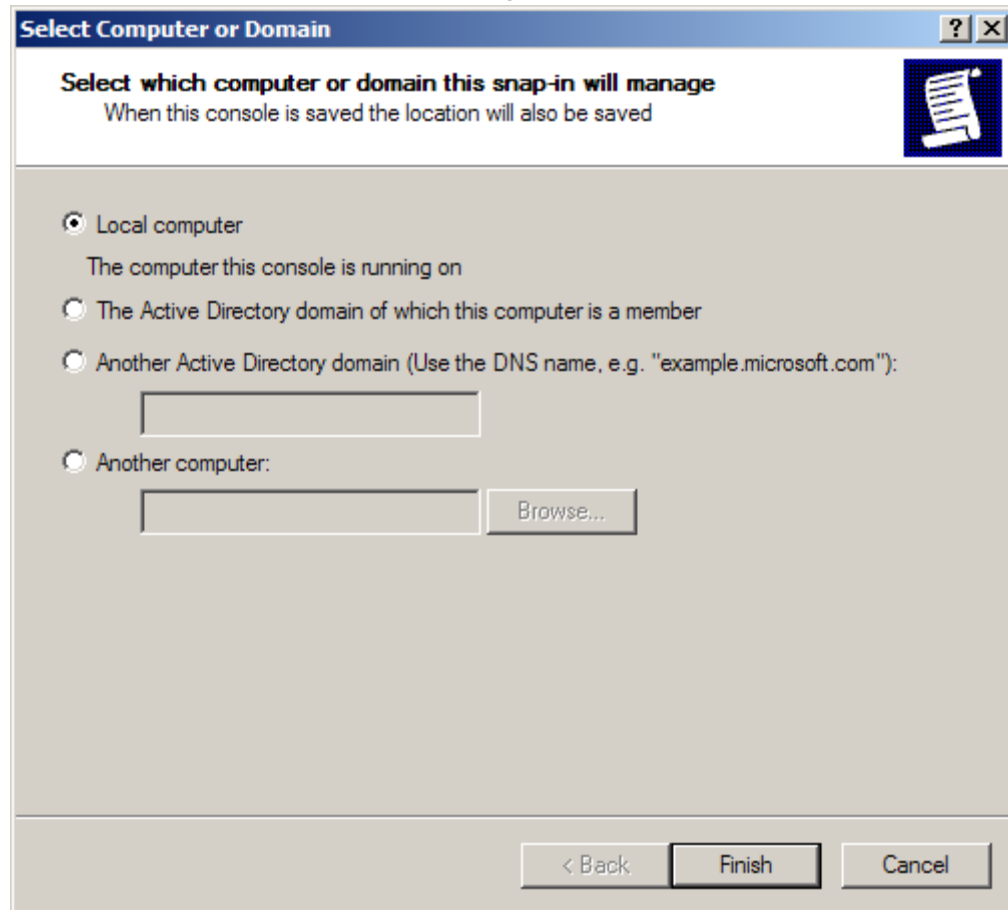 Select Computer or Domain
Select which computer or domain this snap-in will manage
When this console is saved the location will also be saved
Local computer
The computer this console is running on
The Active Directory domain of which this computer is a member
Another Active Directory domain (Use the DNS name, e.g. "example.microsoft.com"):
Another computer:
Browse...
< Back
Finish
Cancel